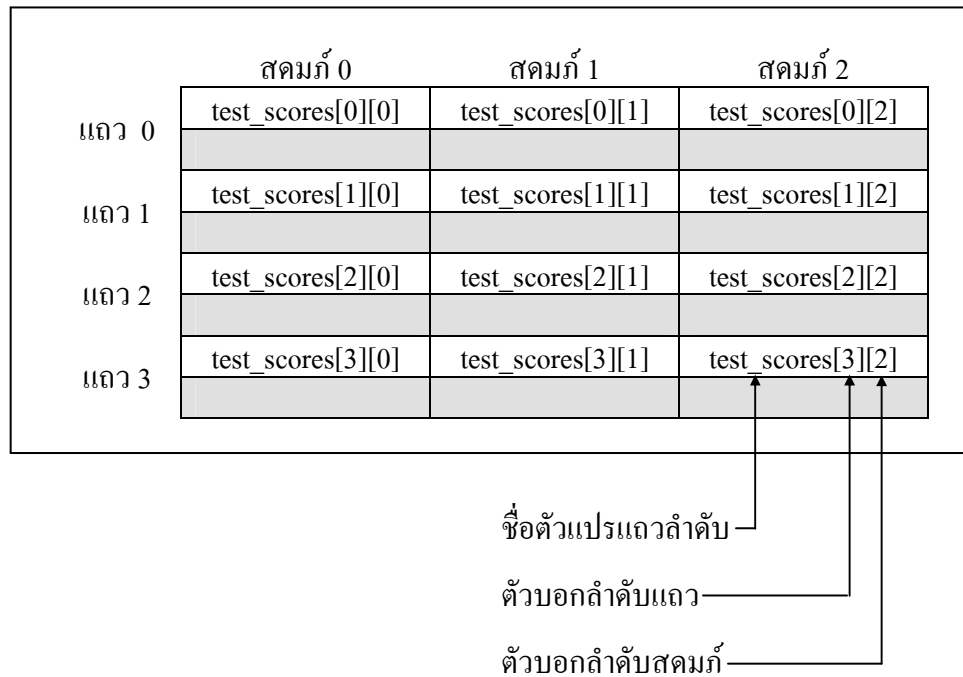 สดมภ์ 0 สดมภ์ 1 สดมภ์ 2
แถว 0 test_scores[0][0] test_scores[0][1] test_scores[0][2]
แถว 1 test_scores[1][0] test_scores[1][1] test_scores[1][2]
แถว 2 test_scores[2][0] test_scores[2][1] test_scores[2][2]
แถว 3 test_scores[3][0] test_scores[3][1] test_scores[3][2]
ชื่อตัวแปรแถวลำดับ
ตัวบอกลำดับแถว
ตัวบอกลำดับสดมภ์